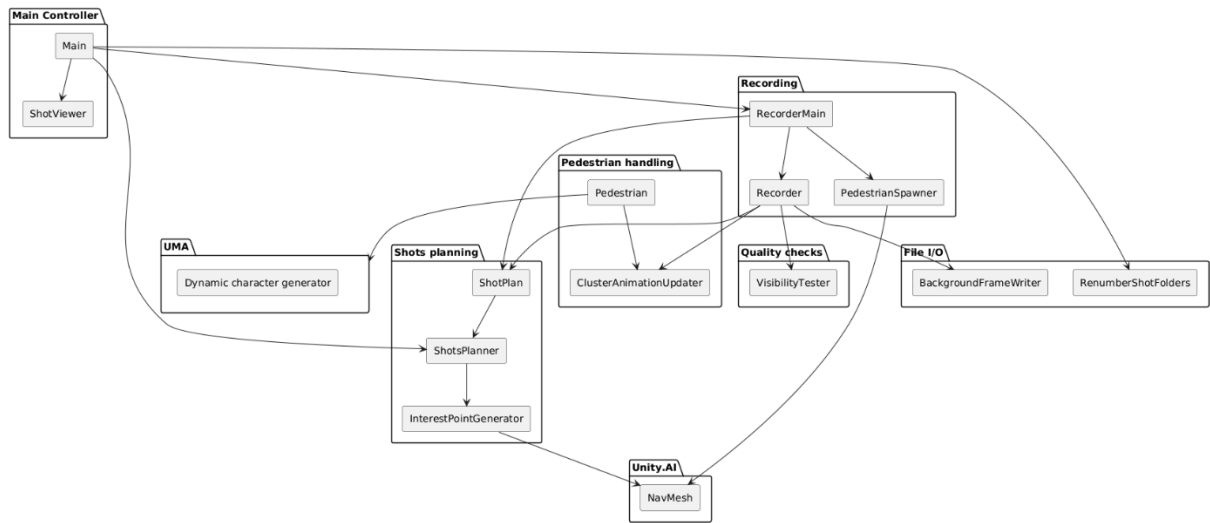 Main Controller
Main
ShotViewer
Recording
RecorderMain
Recorder
PedestrianSpawner
Pedestrian handling
Pedestrian
ClusterAnimationUpdater
UMA
Dynamic character generator
Shots planning
ShotPlan
ShotsPlanner
InterestPointGenerator
Quality checks
VisibilityTester
File I/O
BackgroundFrameWriter
RenumberShotFolders
Unity.AI
NavMesh